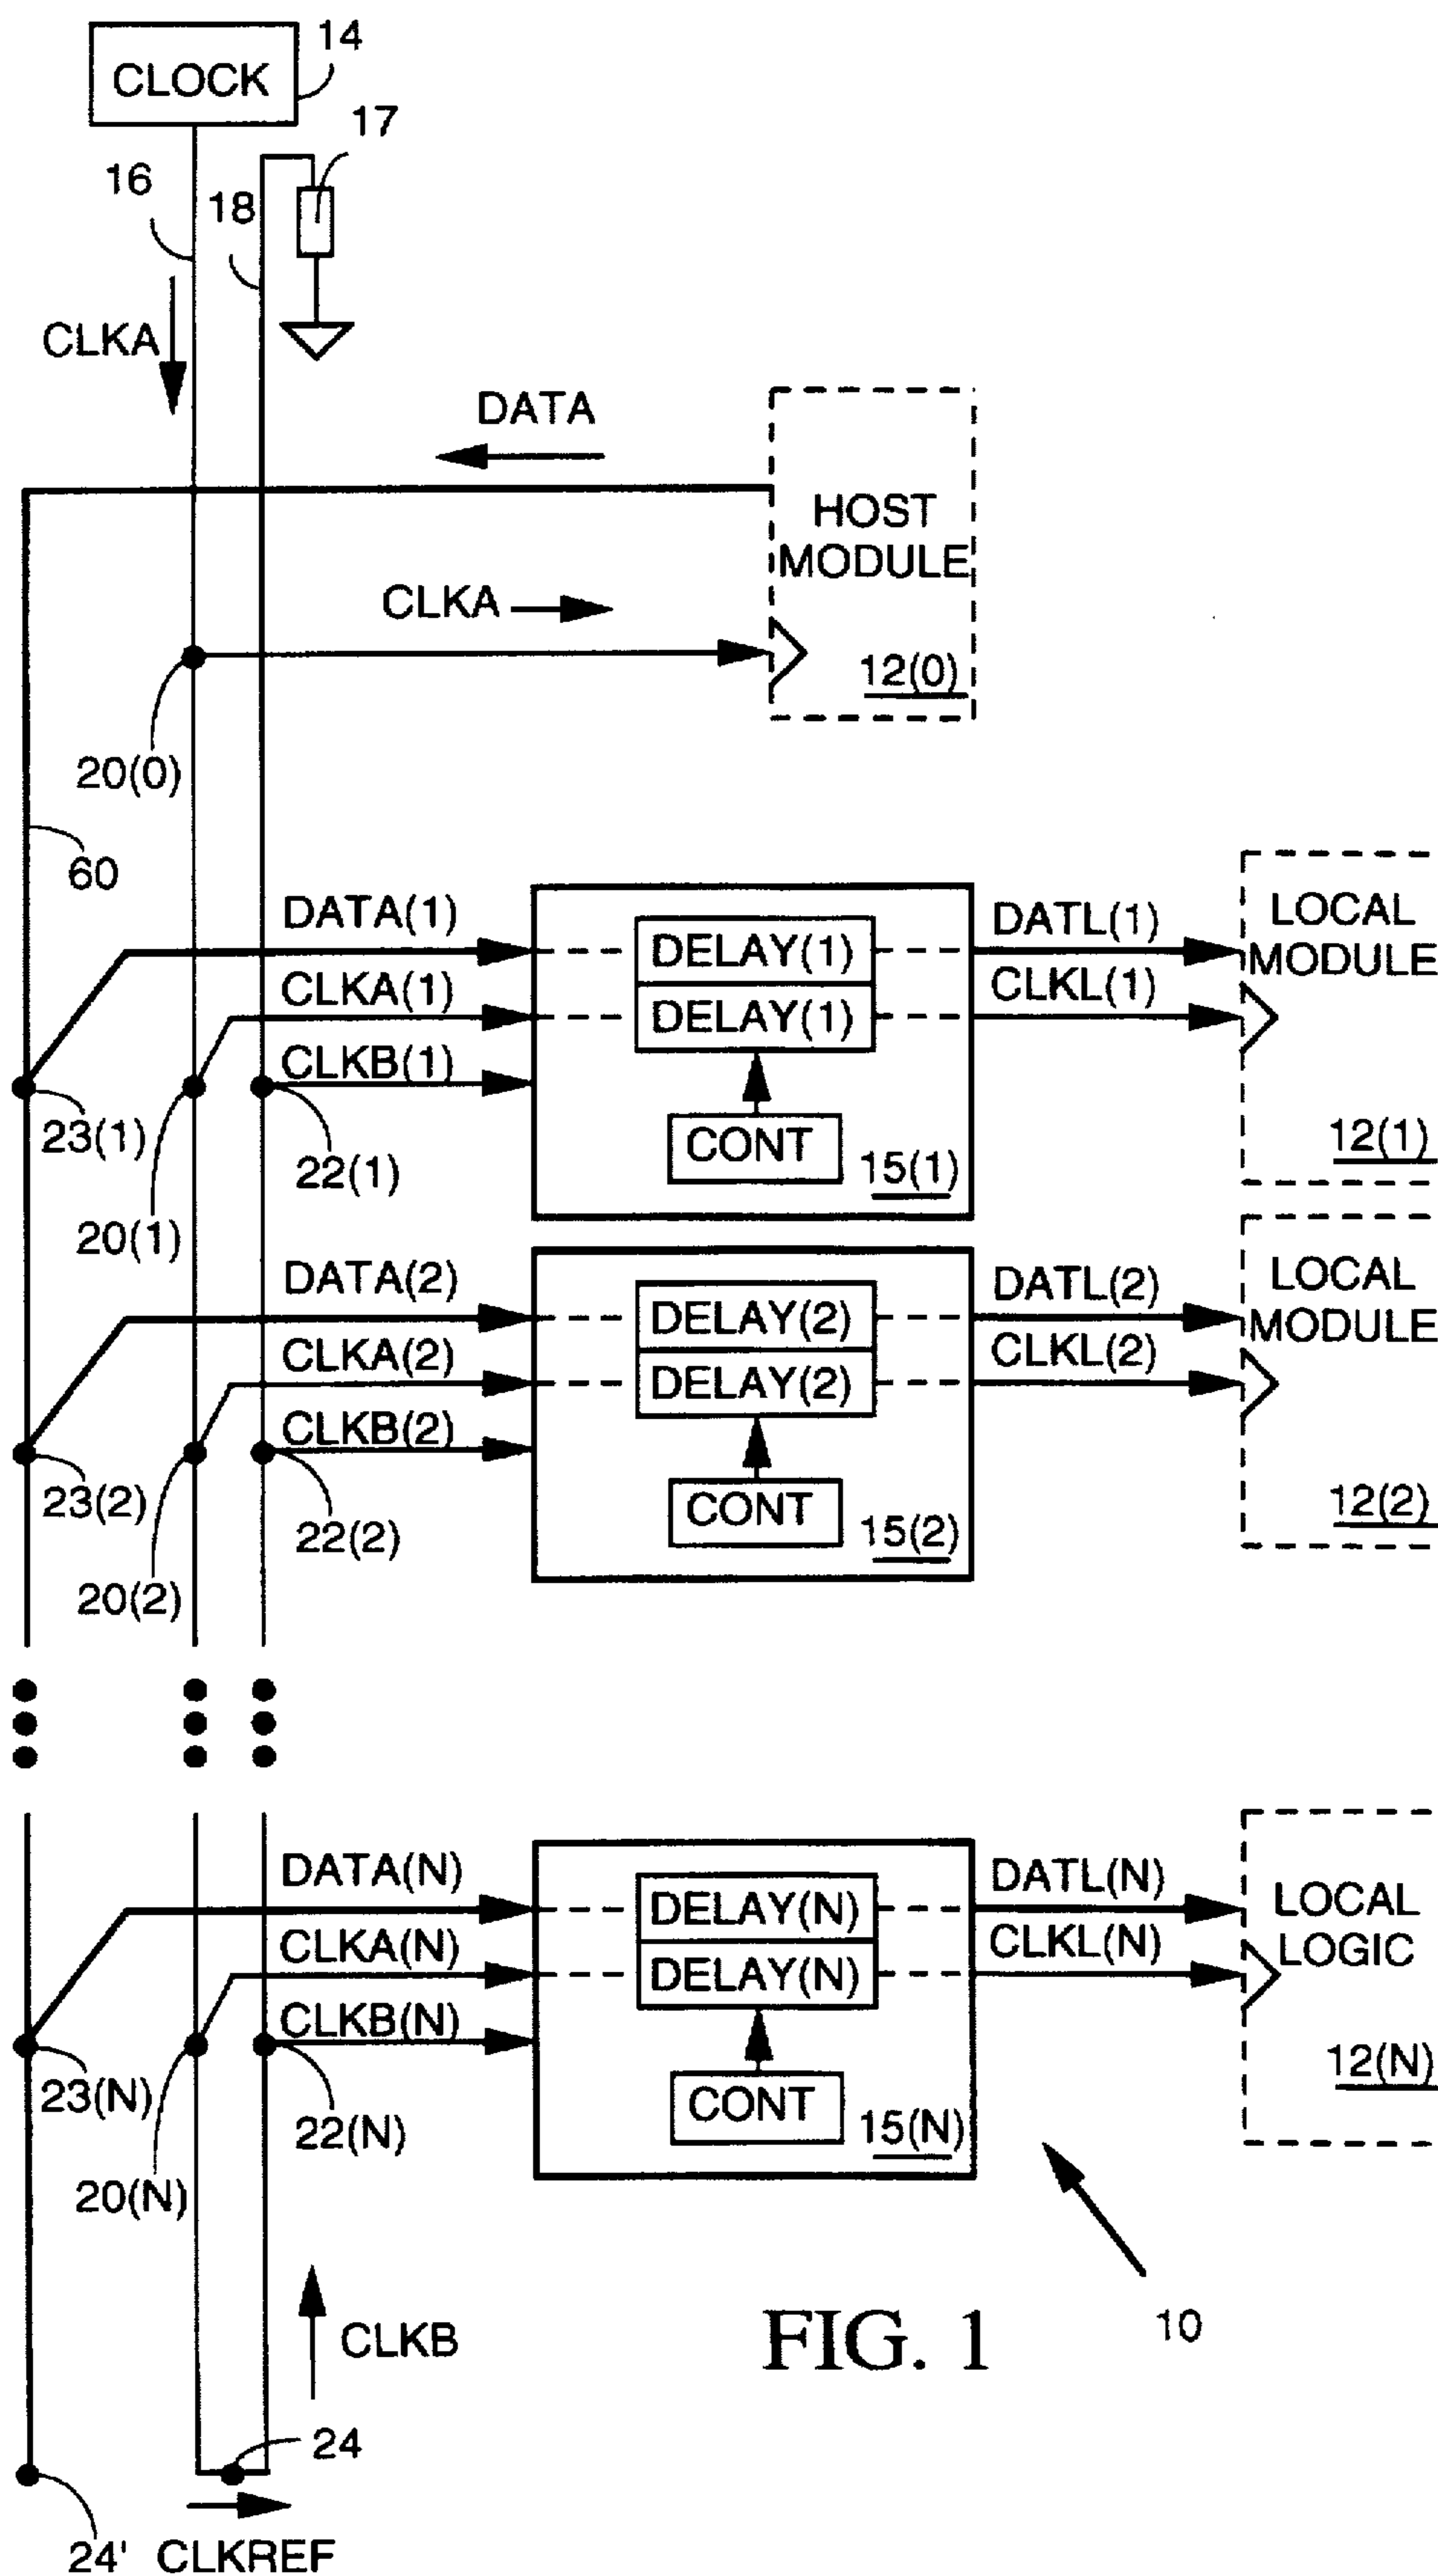 14
CLOCK
17
16
18
CLKA
DATA
HOST
MODULE
CLKA
12(0)
20(0)
60
DATA(1)
DELAY(1)
DATL(1)
LOCAL
MODULE
CLKA(1)
DELAY(1)
CLKL(1)
CLKB(1)
CONT
23(1)
22(1)
15(1)
12(1)
20(1)
DATA(2)
DELAY(2)
DATL(2)
LOCAL
MODULE
CLKA(2)
DELAY(2)
CLKL(2)
CLKB(2)
CONT
23(2)
22(2)
15(2)
12(2)
20(2)
DATA(N)
DELAY(N)
DATL(N)
LOCAL
LOGIC
CLKA(N)
DELAY(N)
CLKL(N)
CLKB(N)
CONT
23(N)
22(N)
15(N)
12(N)
20(N)
CLKB
FIG. 1
10
24
24'
CLKREF